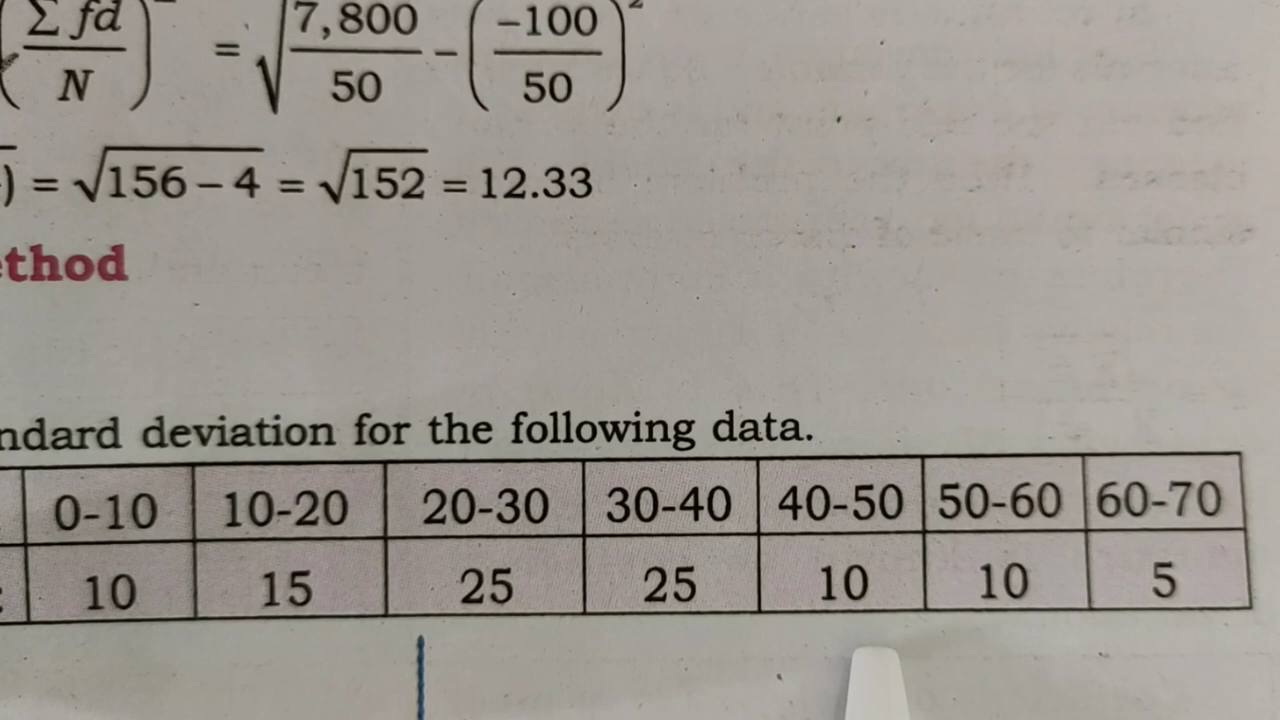 (Σ fd / N)² = √(7,800 / 50 − (−100 / 50)²)
) = √(156 − 4) = √152 = 12.33
thod
ndard deviation for the following data.
0-10 10-20 20-30 30-40 40-50 50-60 60-70
10 15 25 25 10 10 5